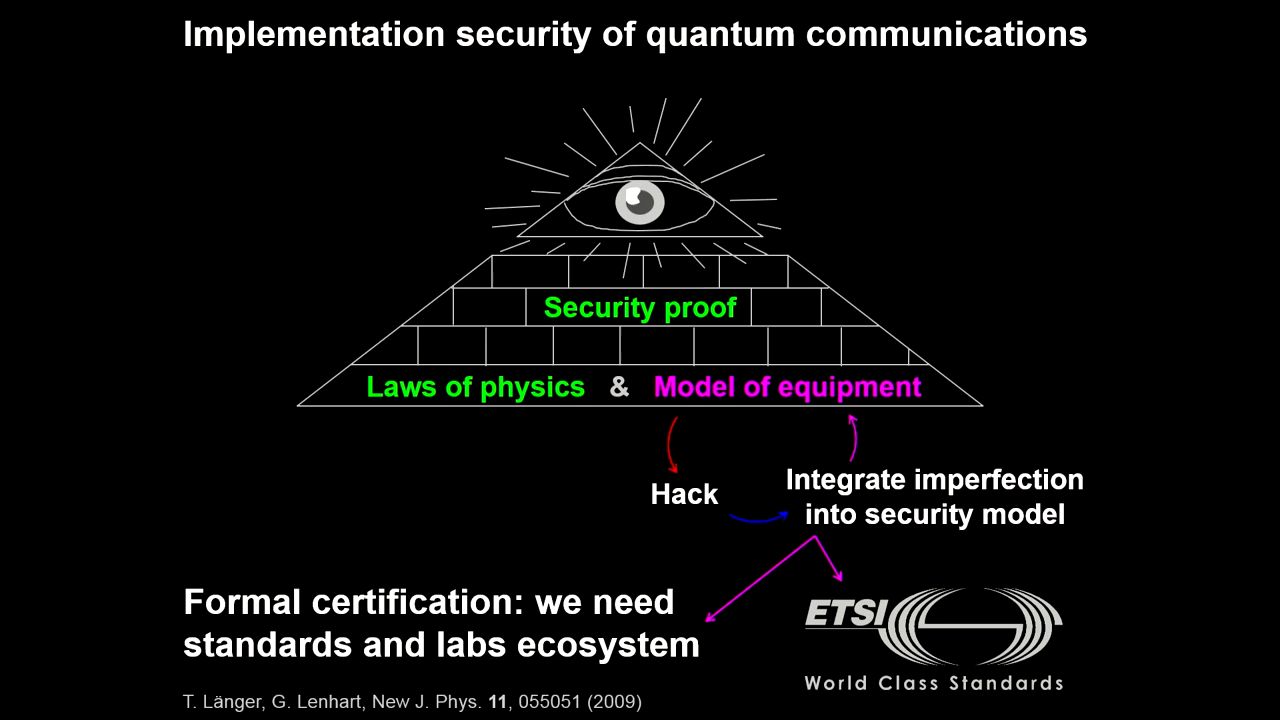 Implementation security of quantum communications
Security proof
Laws of physics & Model of equipment
Hack
Integrate imperfection
into security model
Formal certification: we need
standards and labs ecosystem
ETSI
World Class Standards
T. Länger, G. Lenhart, New J. Phys. 11, 055051 (2009)